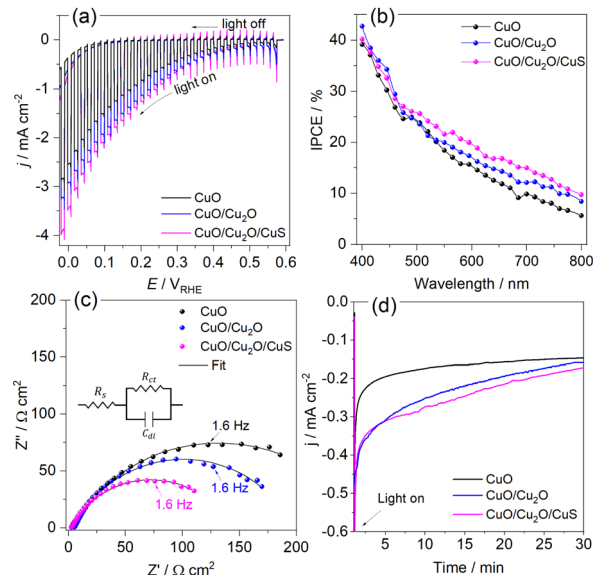 (a)
light off
light on
CuO
CuO/Cu₂O
CuO/Cu₂O/CuS
j / mA cm⁻²
0
-1
-2
-3
-4
0.0 0.1 0.2 0.3 0.4 0.5 0.6
E / V_RHE
(b)
CuO
CuO/Cu₂O
CuO/Cu₂O/CuS
IPCE / %
40
30
20
10
0
400 500 600 700 800
Wavelength / nm
(c)
CuO
CuO/Cu₂O
CuO/Cu₂O/CuS
Fit
R_s
R_ct
C_dl
1.6 Hz
1.6 Hz
1.6 Hz
Z'' / Ω cm²
200
175
150
125
100
75
50
25
0
0 50 100 150 200
Z' / Ω cm²
(d)
Light on
CuO
CuO/Cu₂O
CuO/Cu₂O/CuS
j / mA cm⁻²
-0.0
-0.1
-0.2
-0.3
-0.4
-0.5
-0.6
5 10 15 20 25 30
Time / min